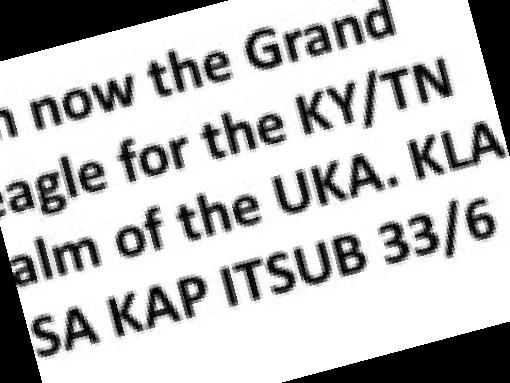 now the Grand
eagle for the KY/TN
alm of the UKA. KLA
SA KAP ITSUB 33/6